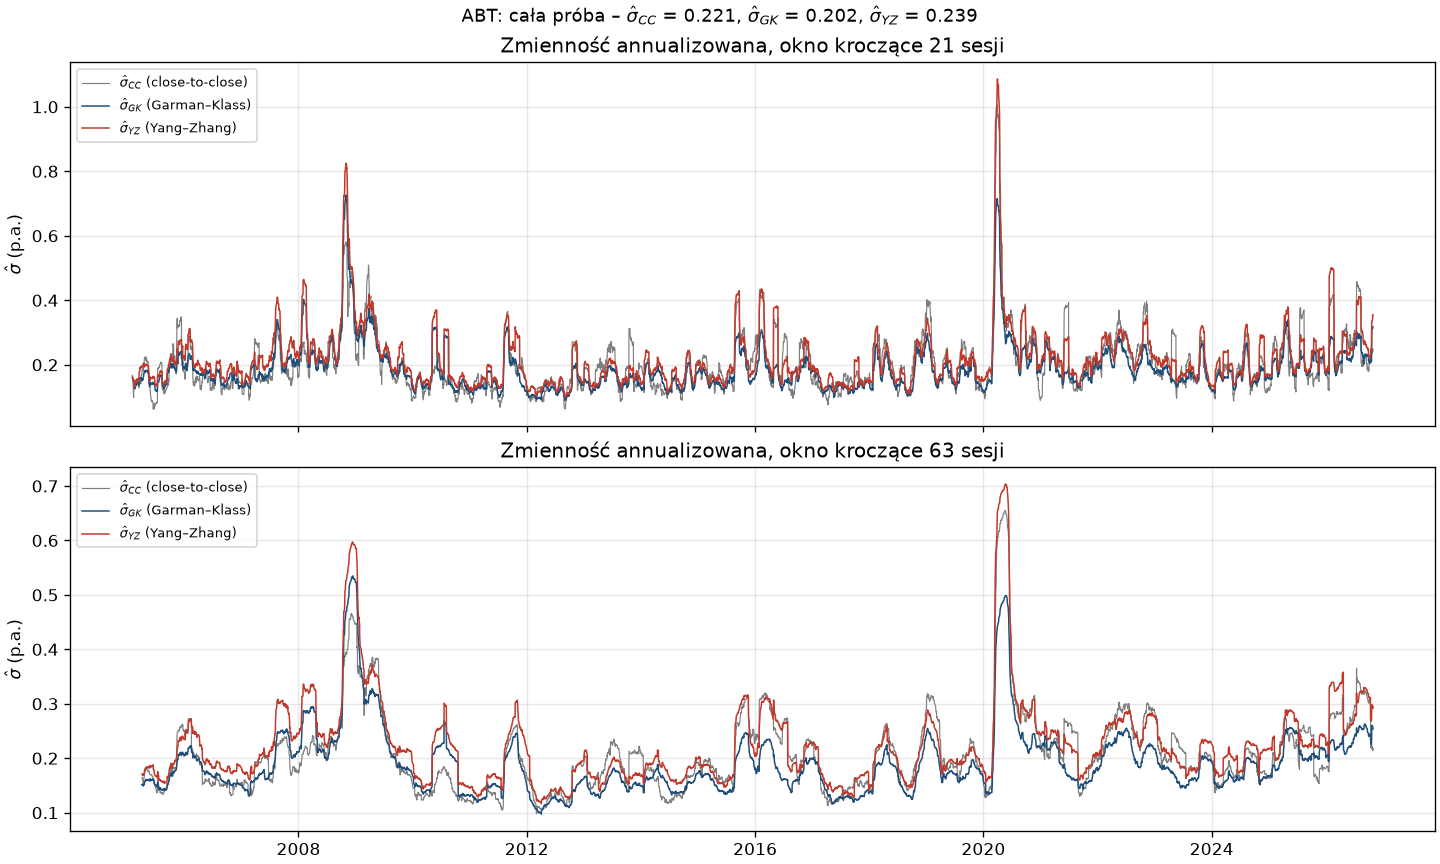 ABT: cała próba – σ̂_CC = 0.221, σ̂_GK = 0.202, σ̂_YZ = 0.239
Zmienność annualizowana, okno kroczące 21 sesji
σ̂_CC (close-to-close)
σ̂_GK (Garman–Klass)
σ̂_YZ (Yang–Zhang)
σ̂ (p.a.)
1.0
0.8
0.6
0.4
0.2
Zmienność annualizowana, okno kroczące 63 sesji
σ̂_CC (close-to-close)
σ̂_GK (Garman–Klass)
σ̂_YZ (Yang–Zhang)
σ̂ (p.a.)
0.7
0.6
0.5
0.4
0.3
0.2
0.1
2008 2012 2016 2020 2024